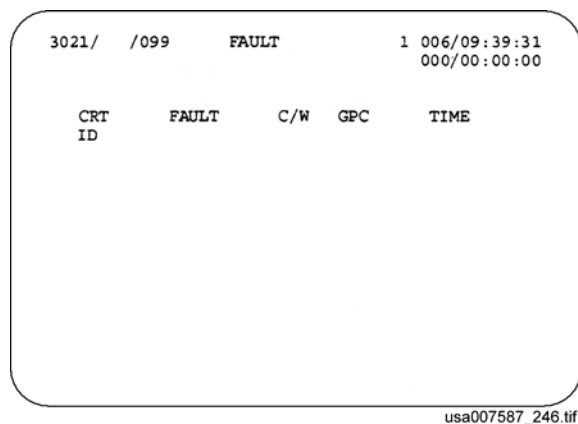 3021/ /099 FAULT 1 006/09:39:31
000/00:00:00
CRT FAULT C/W GPC TIME
ID
usa007587_246.tif